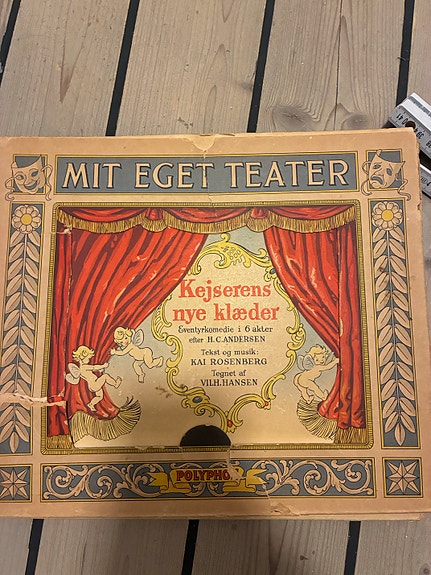 MIT EGET TEATER
Kejserens
nye klæder
Eventyrkomedie i 6 akter
efter H.C.ANDERSEN
Tekst og musik:
KAI ROSENBERG
Tegnet af
VILH.HANSEN
POLYPHO